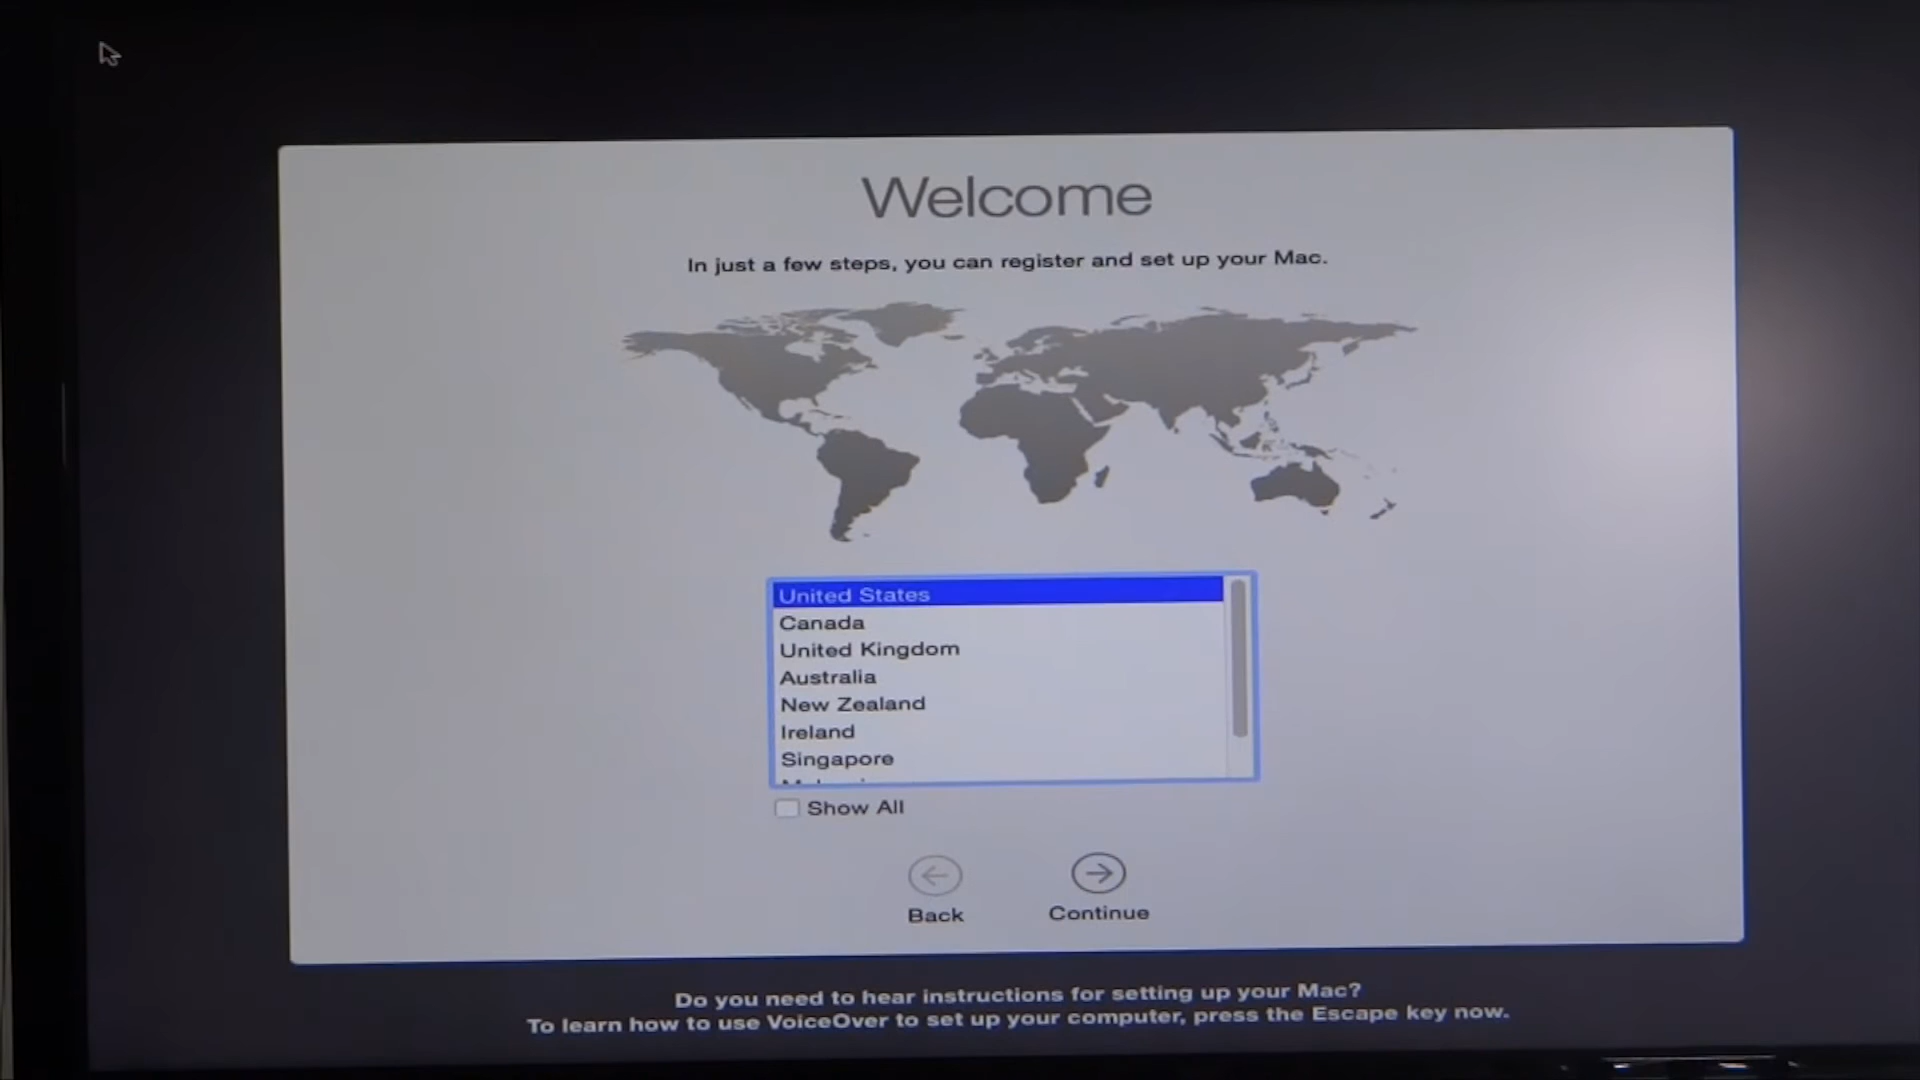 Welcome
In just a few steps, you can register and set up your Mac.
United States
Canada
United Kingdom
Australia
New Zealand
Ireland
Singapore
Show All
Back
Continue
Do you need to hear instructions for setting up your Mac?
To learn how to use VoiceOver to set up your computer, press the Escape key now.